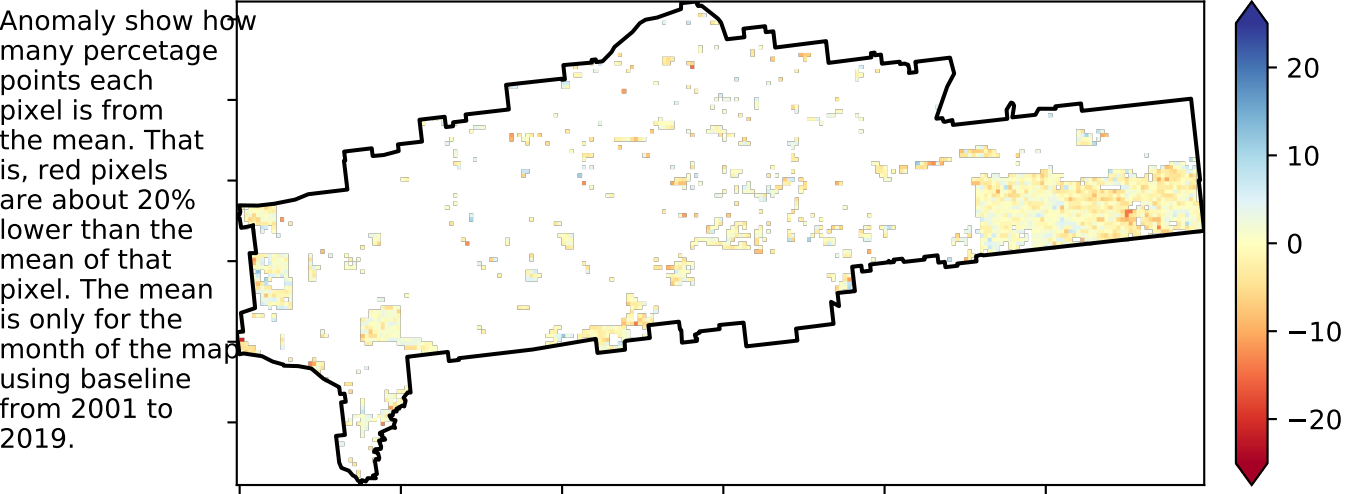 Anomaly show how
many percetage
points each
pixel is from
the mean. That
is, red pixels
are about 20%
lower than the
mean of that
pixel. The mean
is only for the
month of the map
using baseline
from 2001 to
2019.
20
10
0
−10
−20